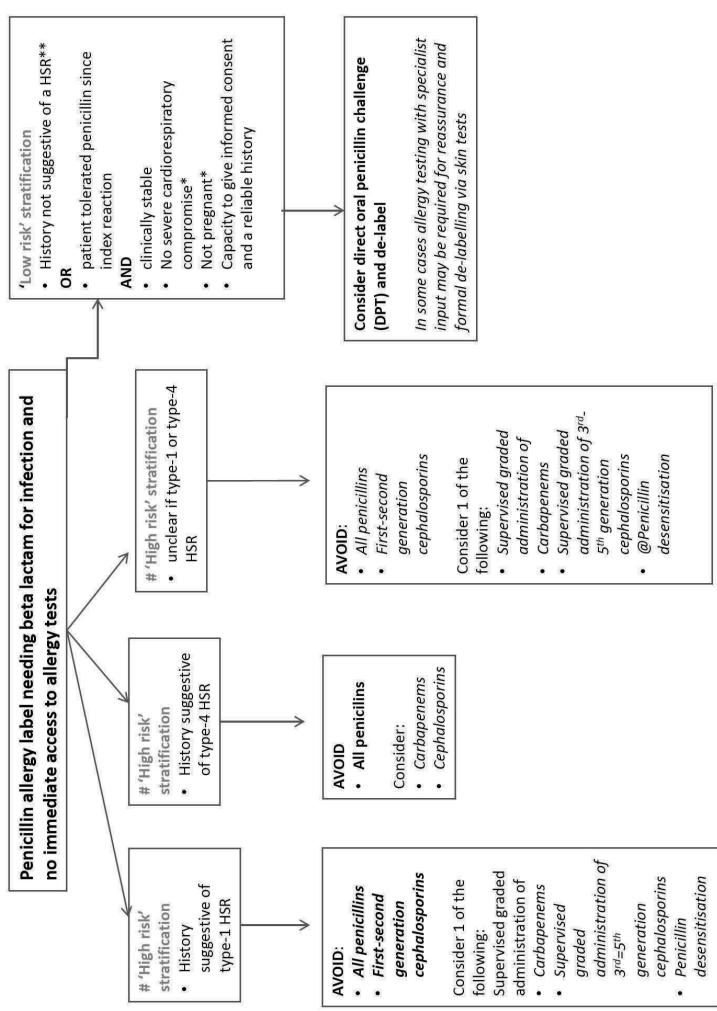 Penicillin allergy label needing beta lactam for infection and
no immediate access to allergy tests
# 'High risk'
stratification
• History
suggestive of
type-1 HSR
AVOID:
• All penicillins
• First-second
generation
cephalosporins
Consider 1 of the
following:
Supervised graded
administration of
• Carbapenems
• Supervised
graded
administration of
3rd=5th
generation
cephalosporins
• Penicillin
desensitisation
# 'High risk'
stratification
• History suggestive
of type-4 HSR
AVOID
• All penicilins
Consider:
• Carbapenems
• Cephalosporins
# 'High risk' stratification
• unclear if type-1 or type-4
HSR
AVOID:
• All penicillins
• First-second
generation
cephalosporins
Consider 1 of the
following:
• Supervised graded
administration of
• Carbapenems
• Supervised graded
administration of 3rd-
5th generation
cephalosporins
• @Penicillin
desensitisation
'Low risk' stratification
• History not suggestive of a HSR**
OR
• patient tolerated penicillin since
index reaction
AND
• clinically stable
• No severe cardiorespiratory
compromise*
• Not pregnant*
• Capacity to give informed consent
and a reliable history
Consider direct oral penicillin challenge
(DPT) and de-label
In some cases allergy testing with specialist
input may be required for reassurance and
formal de-labelling via skin tests